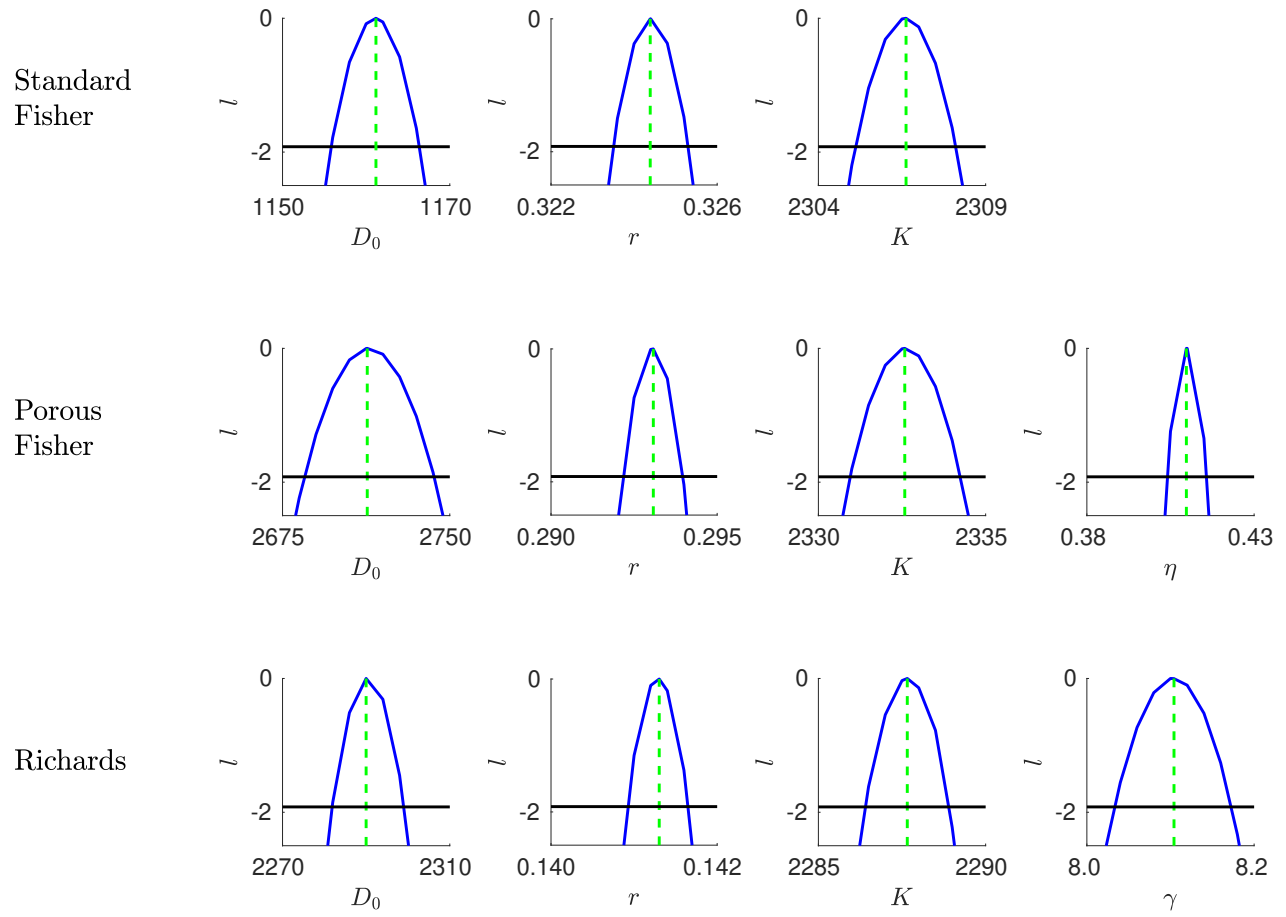 Standard
Fisher
l
0
-2
1150
1170
D0
l
0
-2
0.322
0.326
r
l
0
-2
2304
2309
K
Porous
Fisher
l
0
-2
2675
2750
D0
l
0
-2
0.290
0.295
r
l
0
-2
2330
2335
K
l
0
-2
0.38
0.43
η
Richards
l
0
-2
2270
2310
D0
l
0
-2
0.140
0.142
r
l
0
-2
2285
2290
K
l
0
-2
8.0
8.2
γ